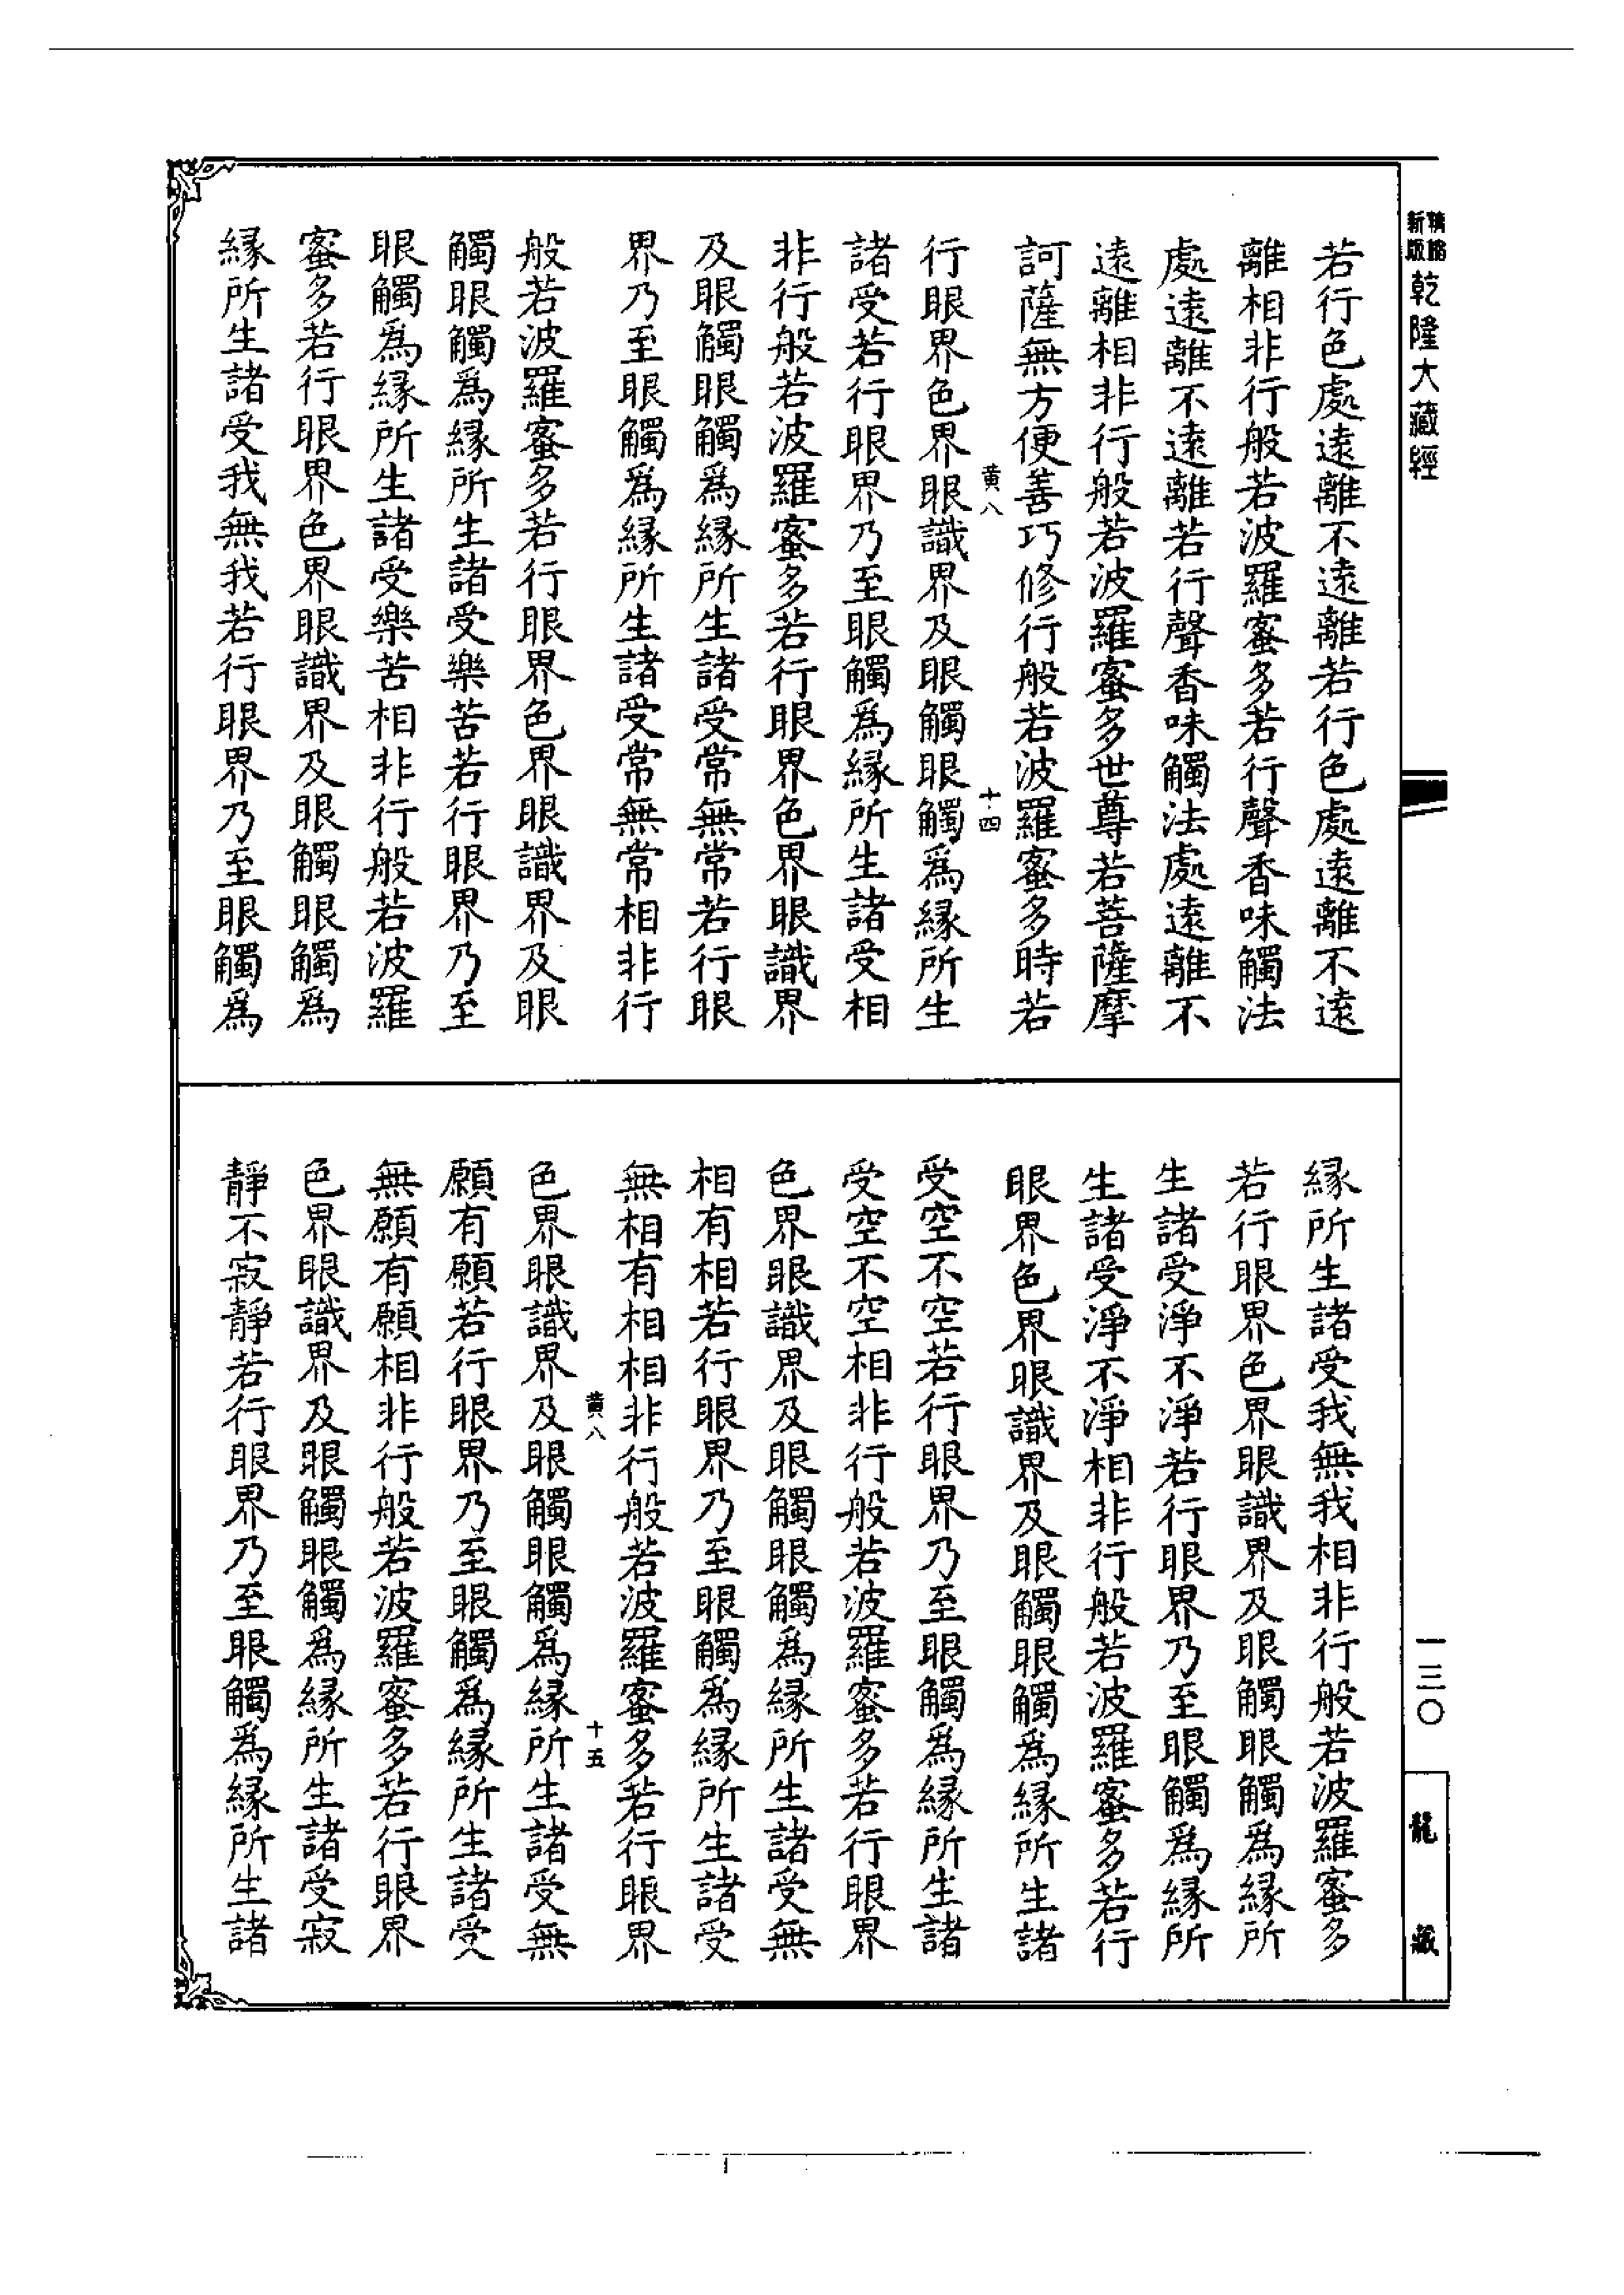 新版
精縮
乾隆大藏經
一三〇
龍藏
若行色處遠離不遠離若行色處遠離不遠
離相非行般若波羅蜜多若行聲香味觸法
處遠離不遠離若行聲香味觸法處遠離不
遠離相非行般若波羅蜜多世尊若菩薩摩
訶薩無方便善巧修行般若波羅蜜多時若
黄八 十四
行眼界色界眼識界及眼觸眼觸爲緣所生
諸受若行眼界乃至眼觸爲緣所生諸受相
非行般若波羅蜜多若行眼界色界眼識界
及眼觸眼觸爲緣所生諸受常無常若行眼
界乃至眼觸爲緣所生諸受常無常相非行
般若波羅蜜多若行眼界色界眼識界及眼
觸眼觸爲緣所生諸受樂苦若行眼界乃至
眼觸爲緣所生諸受樂苦相非行般若波羅
蜜多若行眼界色界眼識界及眼觸眼觸爲
緣所生諸受我無我若行眼界乃至眼觸爲
緣所生諸受我無我相非行般若波羅蜜多
若行眼界色界眼識界及眼觸眼觸爲緣所
生諸受淨不淨若行眼界乃至眼觸爲緣所
生諸受淨不淨相非行般若波羅蜜多若行
眼界色界眼識界及眼觸眼觸爲緣所生諸
受空不空若行眼界乃至眼觸爲緣所生諸
受空不空相非行般若波羅蜜多若行眼界
色界眼識界及眼觸眼觸爲緣所生諸受無
相有相若行眼界乃至眼觸爲緣所生諸受
無相有相相非行般若波羅蜜多若行眼界
黄八 十五
色界眼識界及眼觸眼觸爲緣所生諸受無
願有願若行眼界乃至眼觸爲緣所生諸受
無願有願相非行般若波羅蜜多若行眼界
色界眼識界及眼觸眼觸爲緣所生諸受寂
靜不寂靜若行眼界乃至眼觸爲緣所生諸